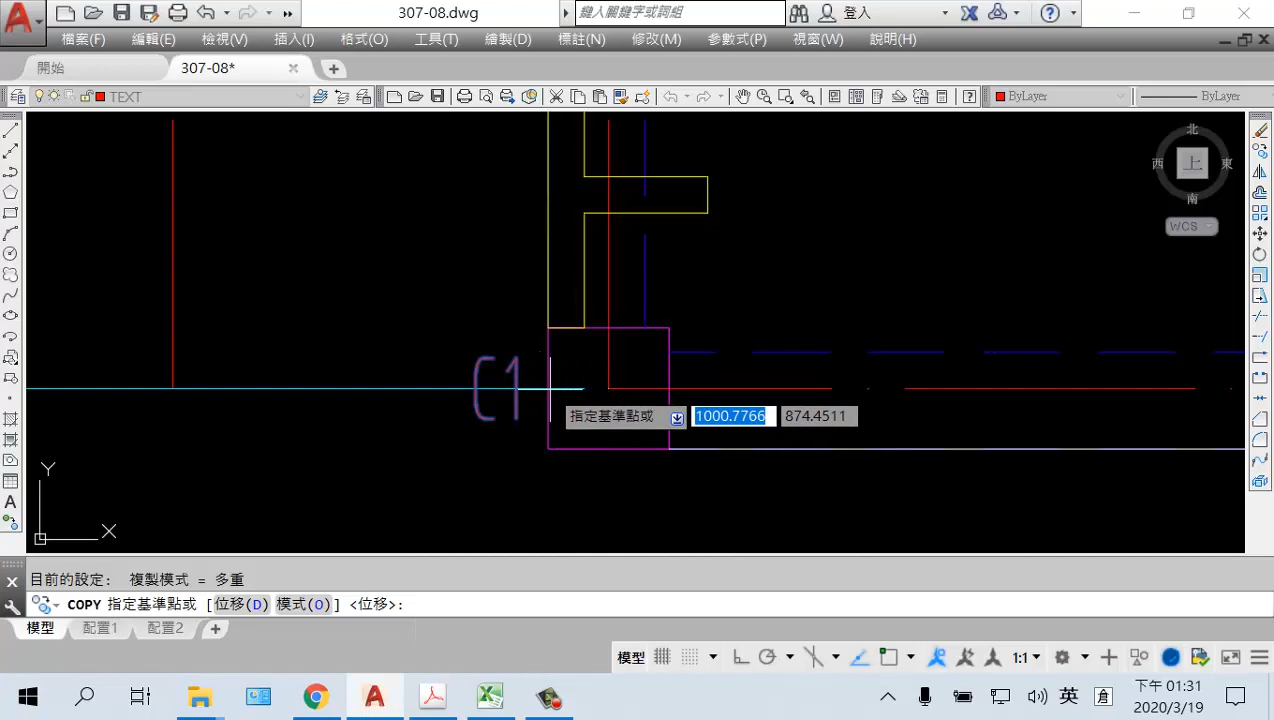 307-08.dwg
鍵入關鍵字或詞組
登入
檔案(F) 編輯(E) 檢視(V) 插入(I) 格式(O) 工具(T) 繪製(D) 標註(N) 修改(M) 參數式(P) 視窗(W) 說明(H)
開始 307-08*
TEXT ByLayer ByLayer
北
西 上 東
南
WCS
C1
指定基準點或 1000.7766 874.4511
Y
X
目前的設定: 複製模式 = 多重
COPY 指定基準點或 [位移(D) 模式(O)] <位移>:
模型 配置1 配置2
模型 1:1
英 倉 下午 01:31
2020/3/19